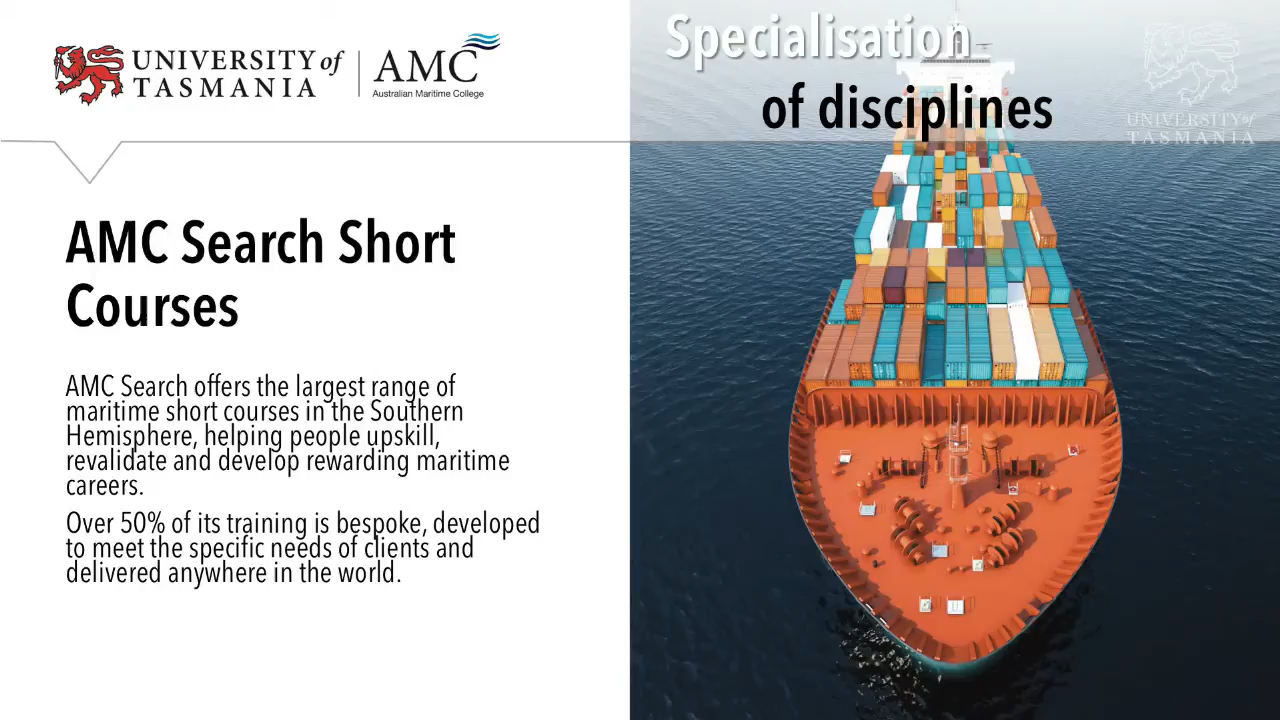 UNIVERSITY of
TASMANIA
AMC
Australian Maritime College
Specialisation
of disciplines
UNIVERSITY of
TASMANIA
AMC Search Short
Courses
AMC Search offers the largest range of
maritime short courses in the Southern
Hemisphere, helping people upskill,
revalidate and develop rewarding maritime
careers.
Over 50% of its training is bespoke, developed
to meet the specific needs of clients and
delivered anywhere in the world.